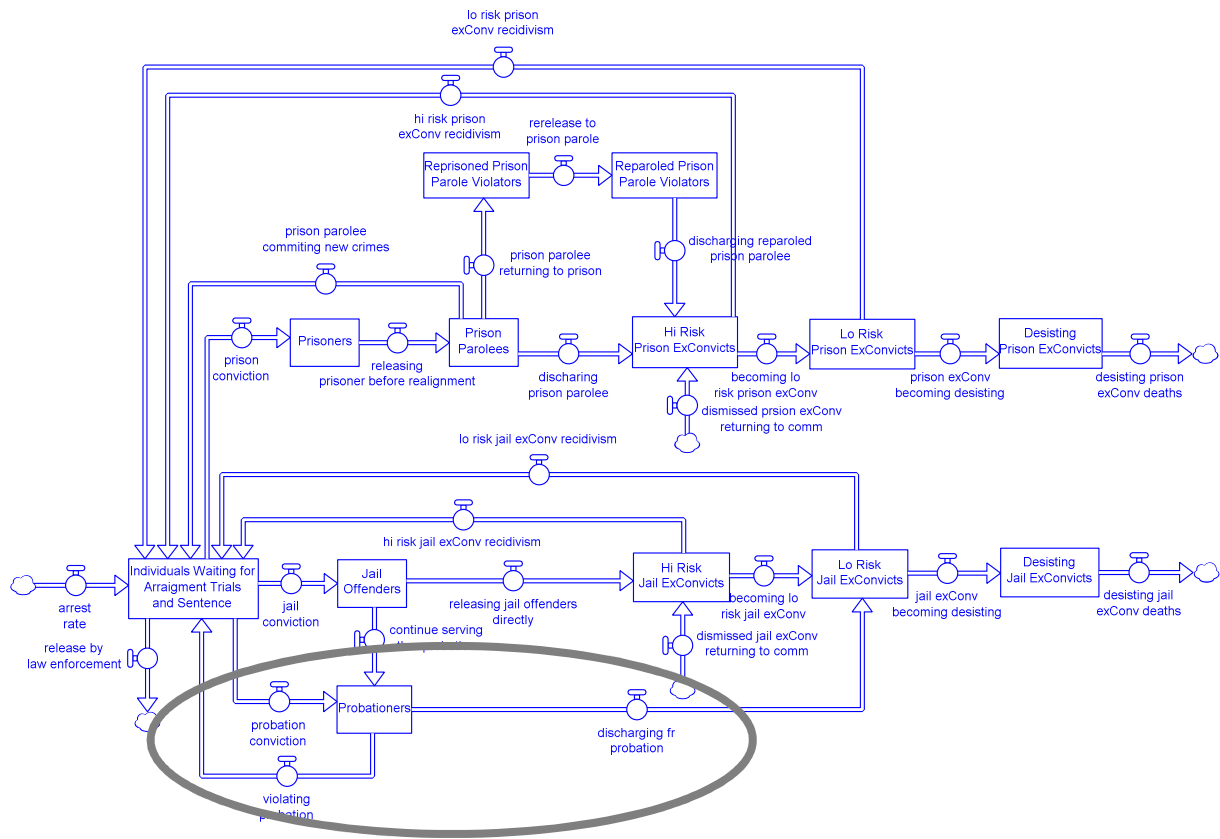 lo risk prison
exConv recidivism
hi risk prison
exConv recidivism
rerelease to
prison parole
Reprisoned Prison
Parole Violators
Reparoled Prison
Parole Violators
prison parolee
commiting new crimes
prison parolee
returning to prison
discharging reparoled
prison parolee
Prisoners
Prison
Parolees
Hi Risk
Prison ExConvicts
Lo Risk
Prison ExConvicts
Desisting
Prison ExConvicts
prison
conviction
releasing
prisoner before realignment
discharing
prison parolee
becoming lo
risk prison exConv
prison exConv
becoming desisting
desisting prison
exConv deaths
dismissed prsion exConv
returning to comm
lo risk jail exConv recidivism
hi risk jail exConv recidivism
Individuals Waiting for
Arraigment Trials
and Sentence
Jail
Offenders
Hi Risk
Jail ExConvicts
Lo Risk
Jail ExConvicts
Desisting
Jail ExConvicts
arrest
rate
jail
conviction
releasing jail offenders
directly
becoming lo
risk jail exConv
jail exConv
becoming desisting
desisting jail
exConv deaths
release by
law enforcement
continue serving
dismissed jail exConv
returning to comm
Probationers
probation
conviction
discharging fr
probation
violating
probation